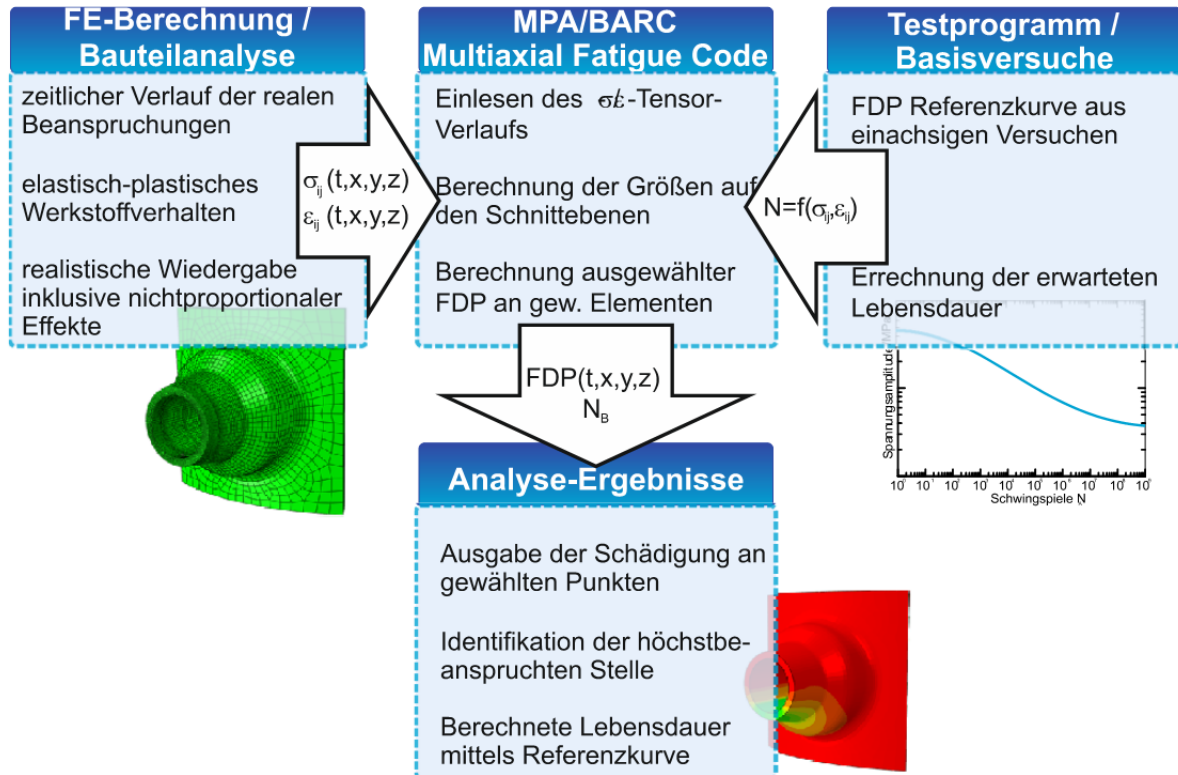 FE-Berechnung /
Bauteilanalyse
zeitlicher Verlauf der realen
Beanspruchungen
elastisch-plastisches
Werkstoffverhalten
realistische Wiedergabe
inklusive nichtproportionaler
Effekte
σij (t,x,y,z)
εij (t,x,y,z)
MPA/BARC
Multiaxial Fatigue Code
Einlesen des -Tensor-
Verlaufs
Berechnung der Größen auf
den Schnittebenen
Berechnung ausgewählter
FDP an gew. Elementen
Testprogramm /
Basisversuche
FDP Referenzkurve aus
einachsigen Versuchen
N=f(σij,εij)
Errechnung der erwarteten
Lebensdauer
Spannungsamplitude/MPa
Schwingspiele N
FDP(t,x,y,z)
NB
Analyse-Ergebnisse
Ausgabe der Schädigung an
gewählten Punkten
Identifikation der höchstbe-
anspruchten Stelle
Berechnete Lebensdauer
mittels Referenzkurve